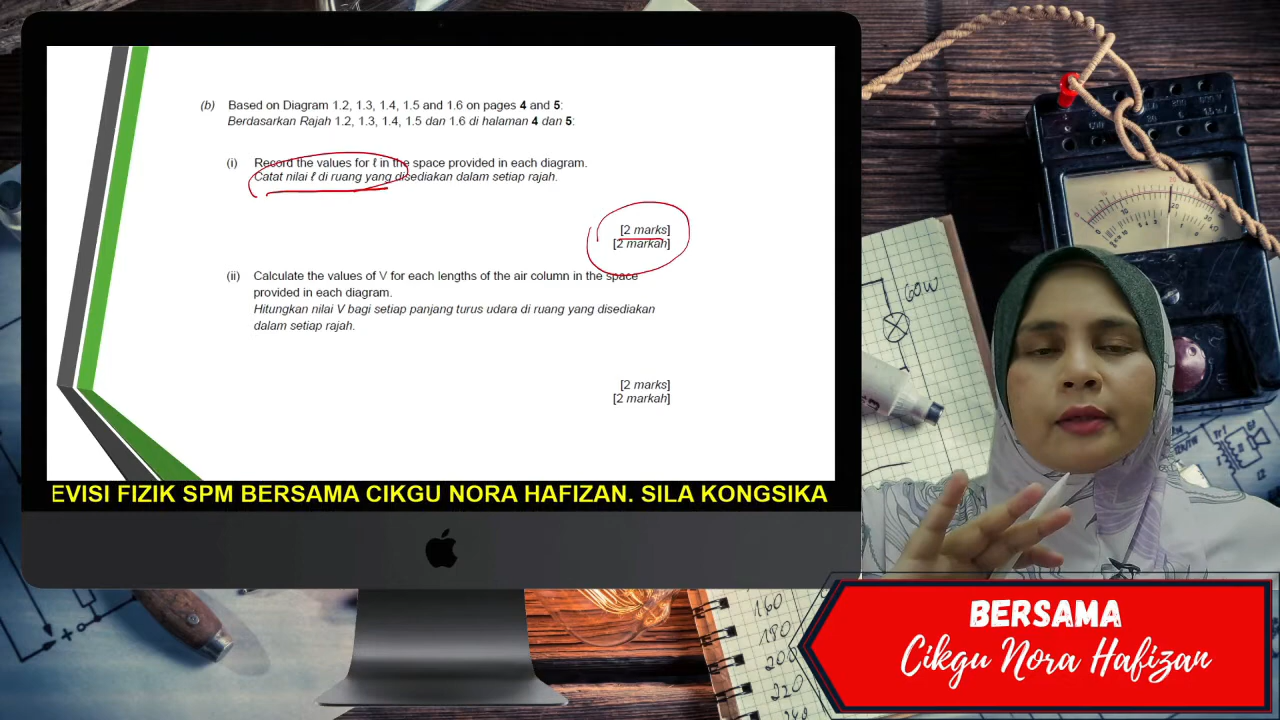 (b) Based on Diagram 1.2, 1.3, 1.4, 1.5 and 1.6 on pages 4 and 5:
Berdasarkan Rajah 1.2, 1.3, 1.4, 1.5 dan 1.6 di halaman 4 dan 5:
(i) Record the values for ℓ in the space provided in each diagram.
Catat nilai ℓ di ruang yang disediakan dalam setiap rajah.
[2 marks]
[2 markah]
(ii) Calculate the values of V for each lengths of the air column in the space
provided in each diagram.
Hitungkan nilai V bagi setiap panjang turus udara di ruang yang disediakan
dalam setiap rajah.
[2 marks]
[2 markah]
EVISI FIZIK SPM BERSAMA CIKGU NORA HAFIZAN. SILA KONGSIKA
60W
160
190
200
220
BERSAMA
Cikgu Nora Hafizan